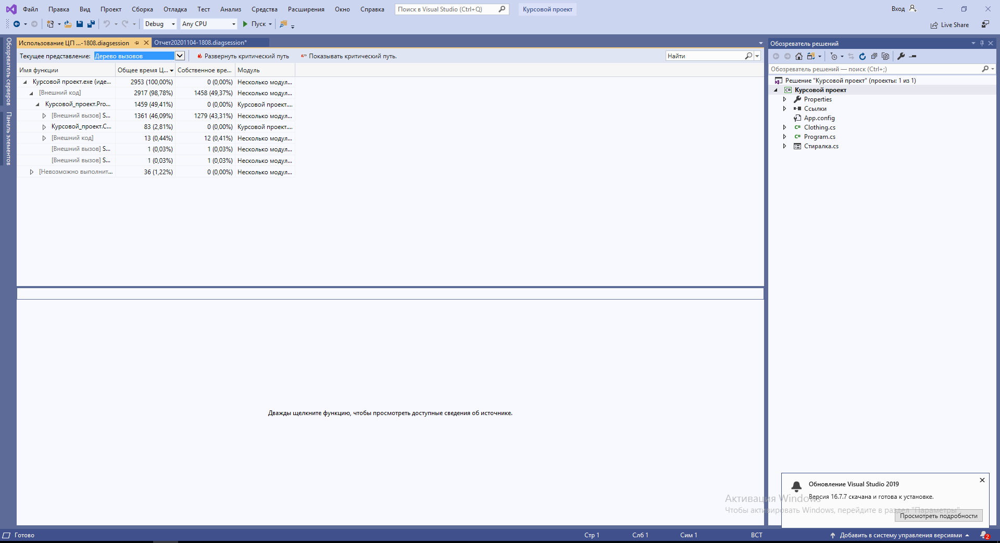 Файл Правка Вид Проект Сборка Отладка Тест Анализ Средства Расширения Окно Справка Поиск в Visual Studio (Ctrl+Q) Курсовой проект Вход
Debug Any CPU Пуск Live Share
Обозреватель серверов
Панель элементов
Использование ЦП ...-1808.diagsession Отчет20201104-1808.diagsession*
Текущее представление: Дерево вызовов Развернуть критический путь Показывать критический путь. Найти
Имя функции Общее время Ц... Собственное вре... Модуль
Курсовой проект.exe (иде... 2953 (100,00%) 0 (0,00%) Несколько модул...
[Внешний код] 2917 (98,78%) 1458 (49,37%) Несколько модул...
Курсовой_проект.Pro... 1459 (49,41%) 0 (0,00%) Курсовой проект....
[Внешний вызов] S... 1361 (46,09%) 1279 (43,31%) Несколько модул...
Курсовой_проект.C... 83 (2,81%) 0 (0,00%) Курсовой проект....
[Внешний код] 13 (0,44%) 12 (0,41%) Несколько модул...
[Внешний вызов] S... 1 (0,03%) 1 (0,03%) Несколько модул...
[Внешний вызов] S... 1 (0,03%) 1 (0,03%) Несколько модул...
[Невозможно выполнит... 36 (1,22%) 0 (0,00%) Несколько модул...
Дважды щелкните функцию, чтобы просмотреть доступные сведения об источнике.
Обозреватель решений
Обозреватель решений — поиск (Ctrl+;)
Решение "Курсовой проект" (проекты: 1 из 1)
C# Курсовой проект
Properties
Ссылки
App.config
C# Clothing.cs
C# Program.cs
Стиралка.cs
Обновление Visual Studio 2019
Версия 16.7.7 скачана и готова к установке.
Просмотреть подробности
Активация Windows
Чтобы активировать Windows, перейдите в раздел "Параметры".
Готово Стр 1 Слб 1 Сим 1 ВСТ Добавить в систему управления версиями 2